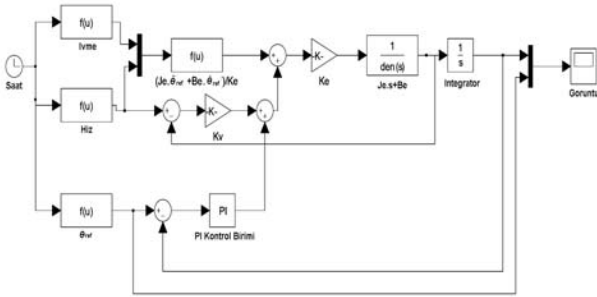 f(u)
Ivme
f(u)
(Je.θ̈ref +Be.θ̇ref )/Ke
-K-
Ke
1
den(s)
Je.s+Be
1
s
Integrator
Goruntu
Saat
f(u)
Hiz
-K-
Kv
f(u)
θref
PI
PI Kontrol Birimi